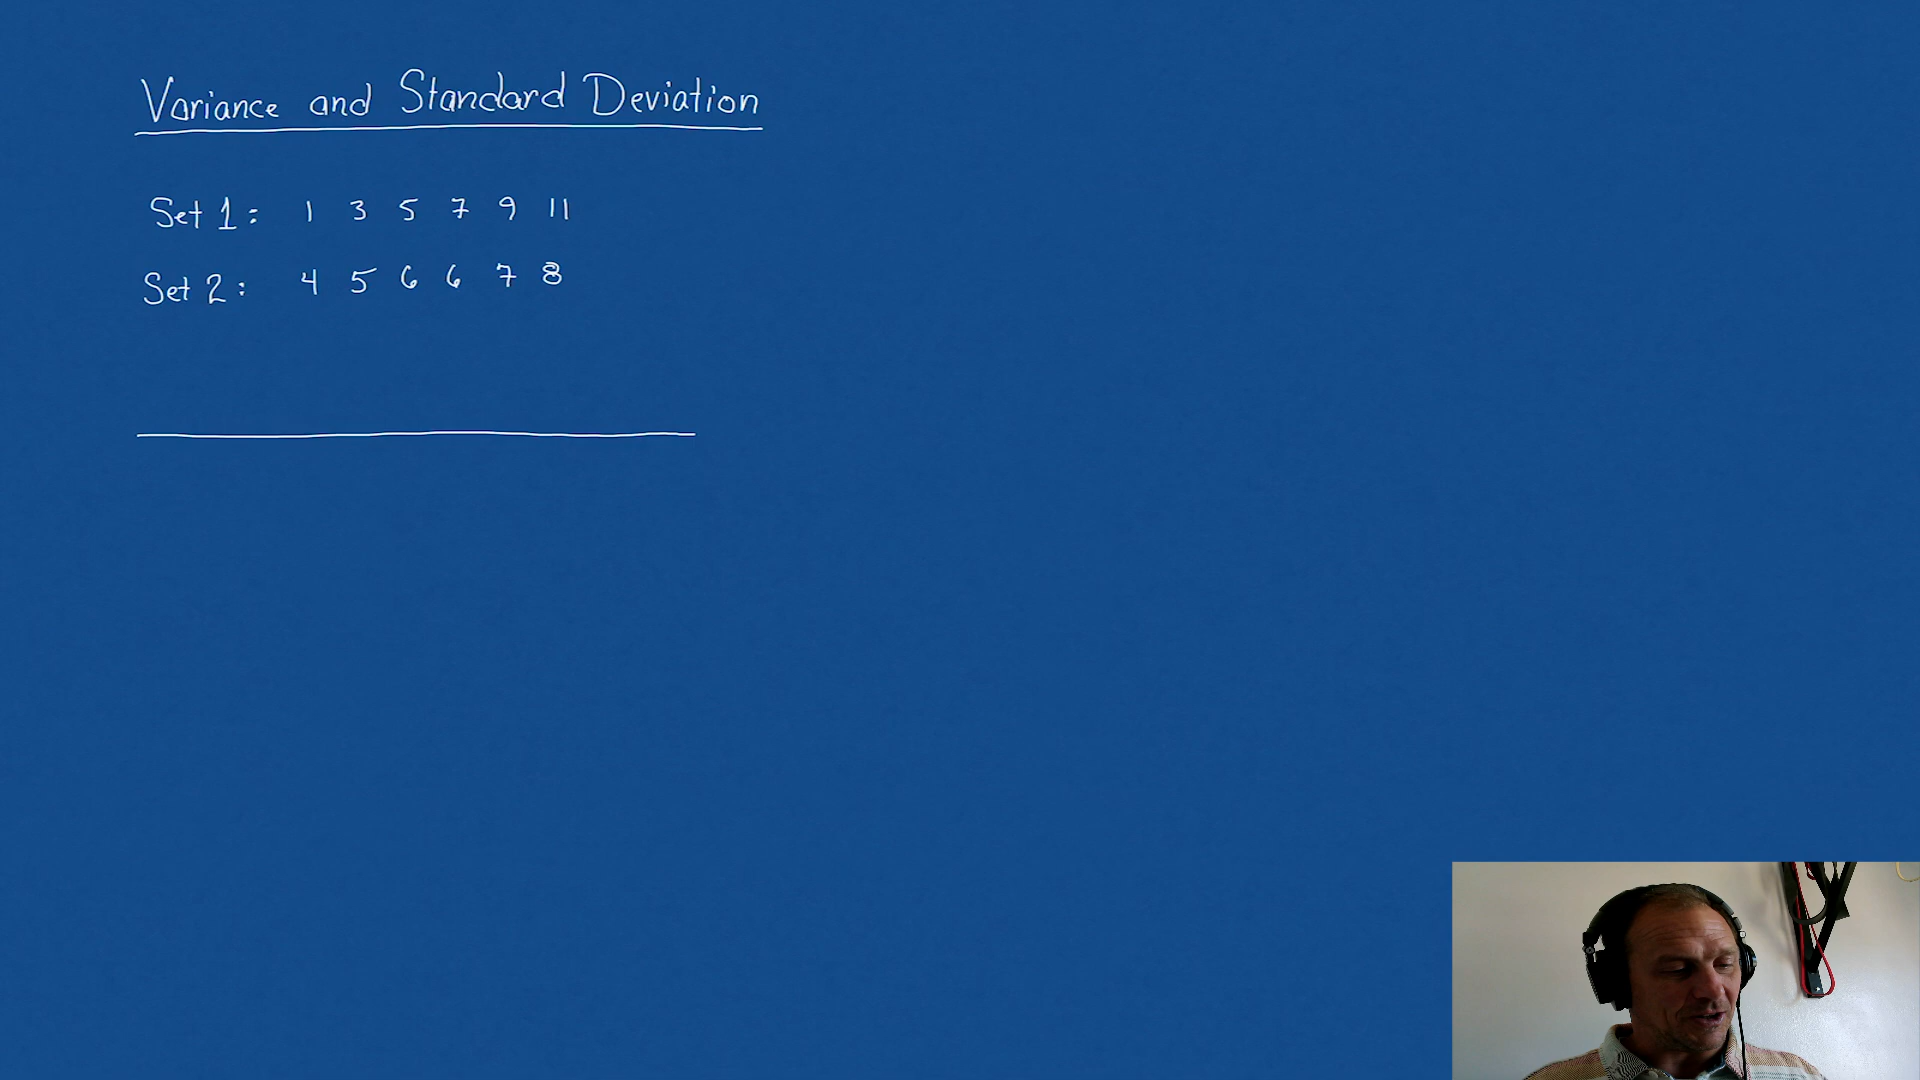 Variance and Standard Deviation
Set 1: 1 3 5 7 9 11
Set 2: 4 5 6 6 7 8